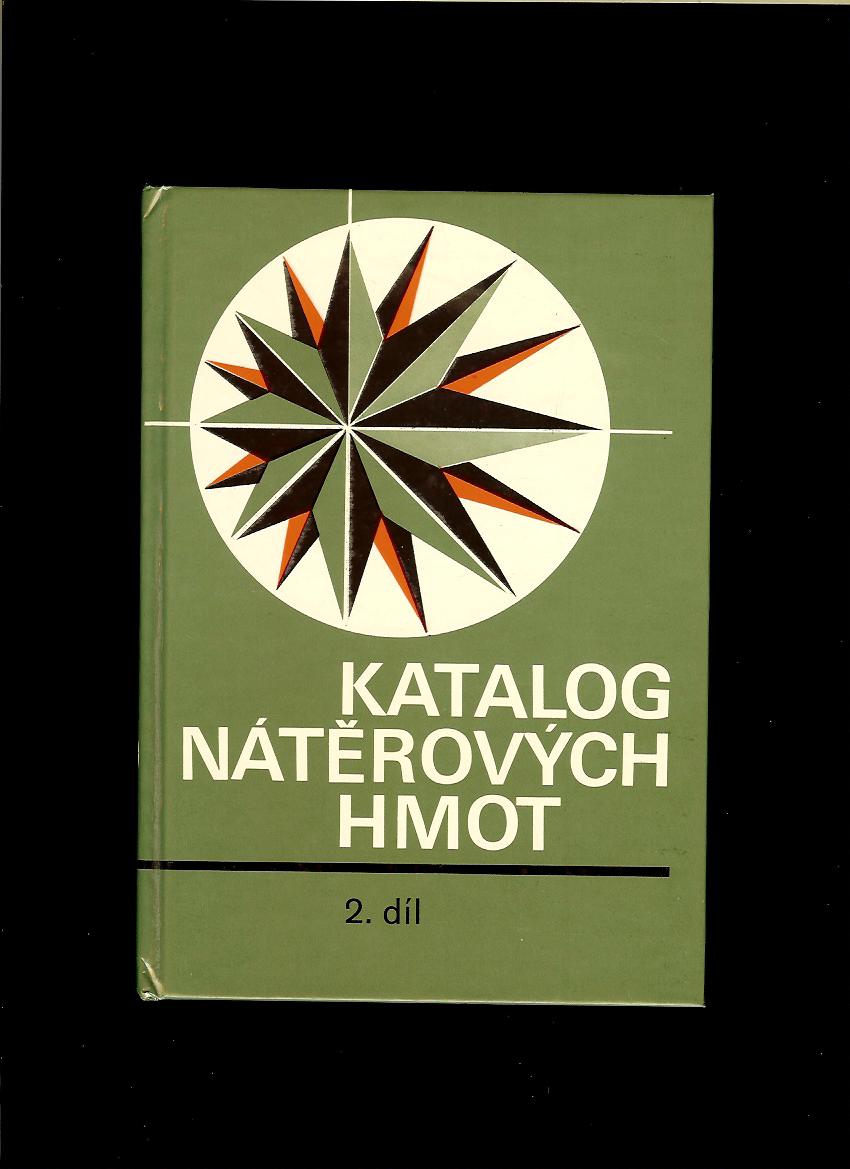 KATALOG
NÁTĚROVÝCH
HMOT
2. díl